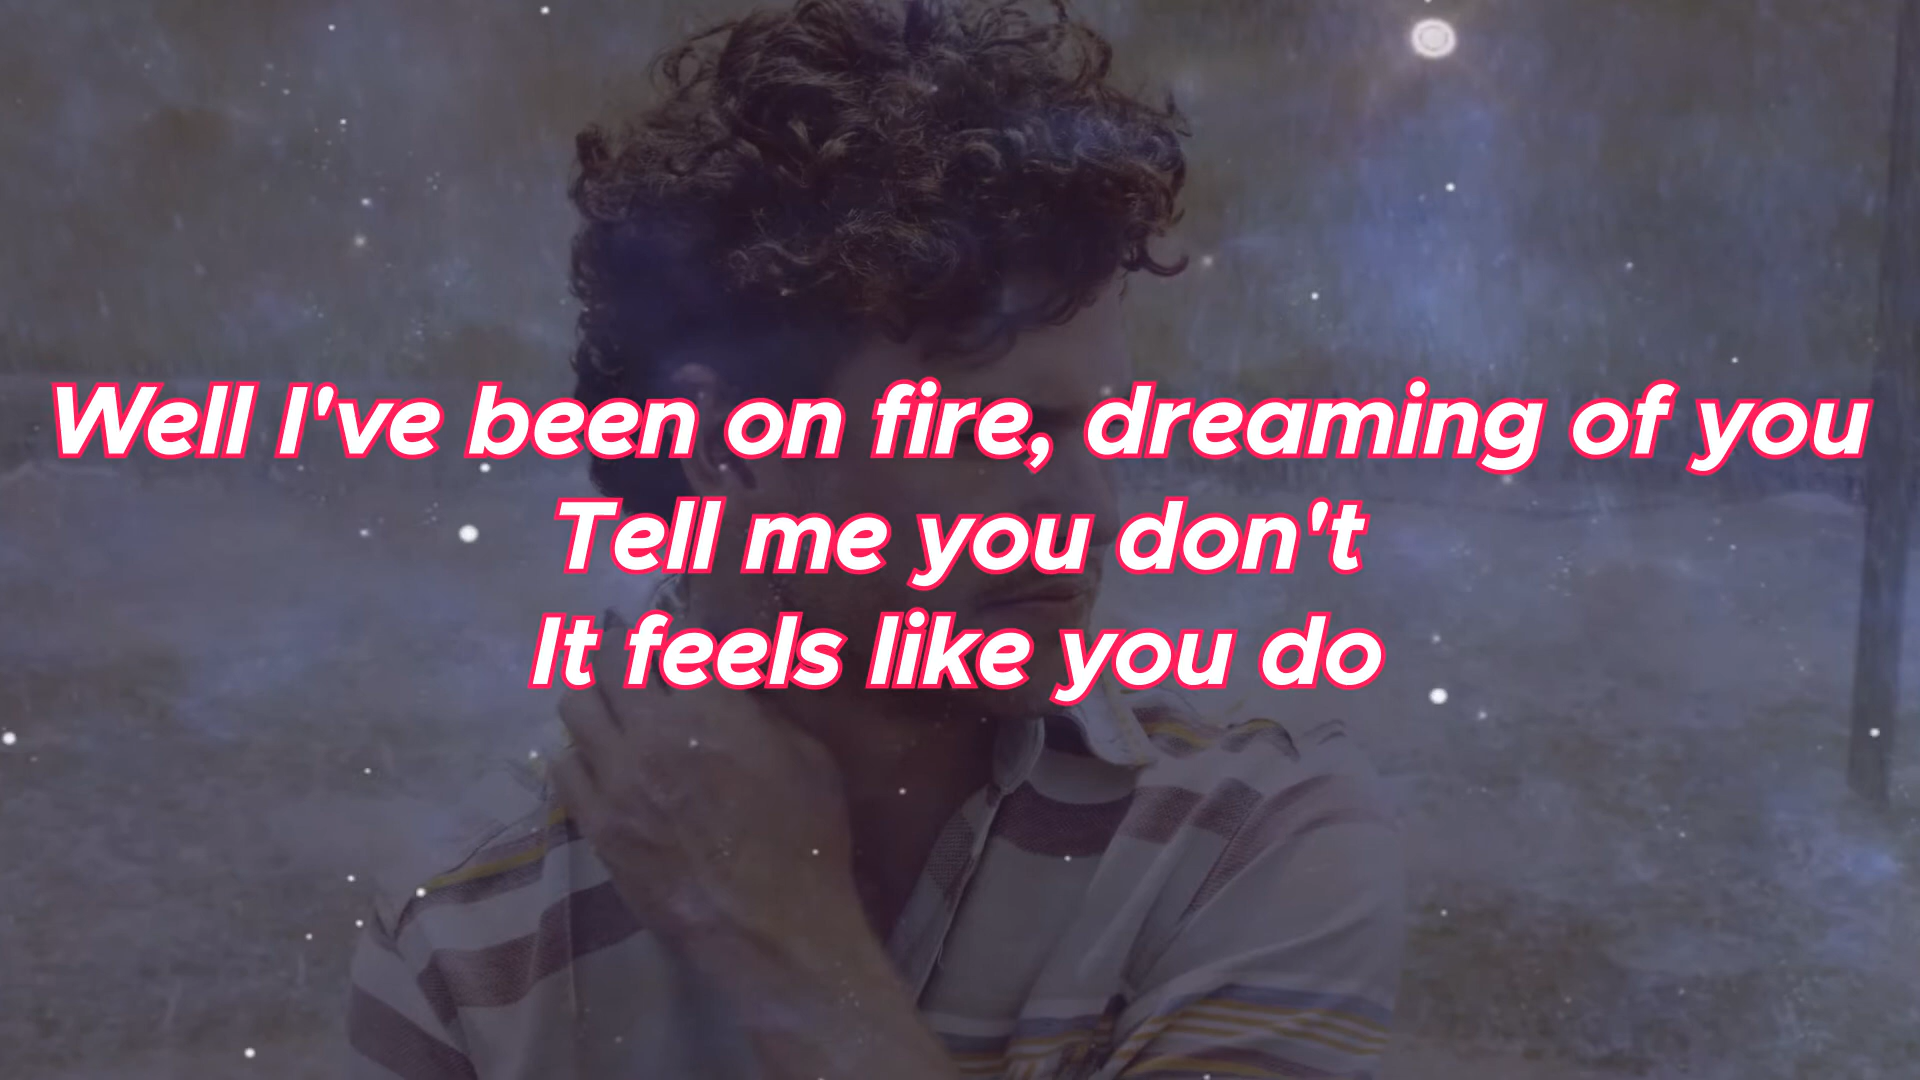 Well I've been on fire, dreaming of you
Tell me you don't
It feels like you do